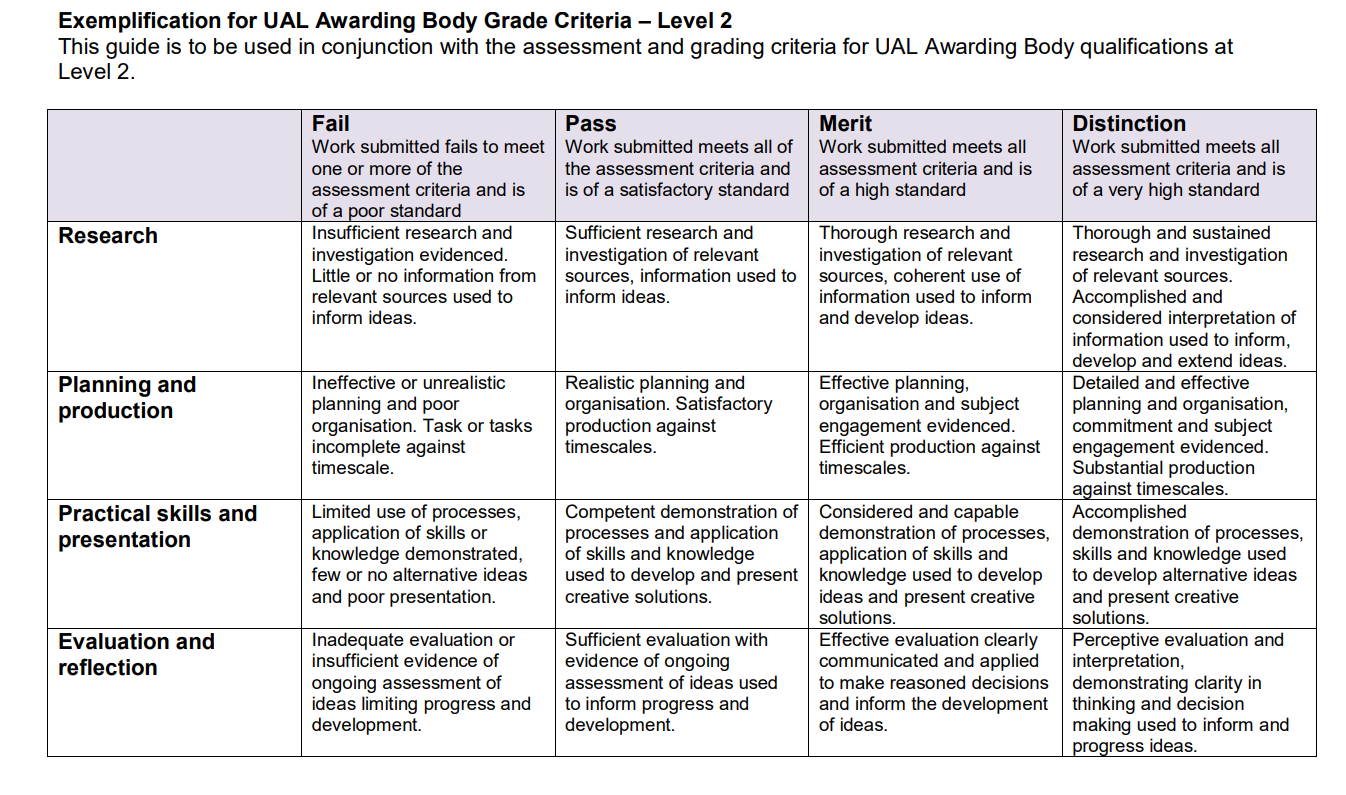 Exemplification for UAL Awarding Body Grade Criteria – Level 2
This guide is to be used in conjunction with the assessment and grading criteria for UAL Awarding Body qualifications at
Level 2.
Fail
Work submitted fails to meet
one or more of the
assessment criteria and is
of a poor standard
Pass
Work submitted meets all of
the assessment criteria and
is of a satisfactory standard
Merit
Work submitted meets all
assessment criteria and is
of a high standard
Distinction
Work submitted meets all
assessment criteria and is
of a very high standard
Research
Insufficient research and
investigation evidenced.
Little or no information from
relevant sources used to
inform ideas.
Sufficient research and
investigation of relevant
sources, information used to
inform ideas.
Thorough research and
investigation of relevant
sources, coherent use of
information used to inform
and develop ideas.
Thorough and sustained
research and investigation
of relevant sources.
Accomplished and
considered interpretation of
information used to inform,
develop and extend ideas.
Planning and
production
Ineffective or unrealistic
planning and poor
organisation. Task or tasks
incomplete against
timescale.
Realistic planning and
organisation. Satisfactory
production against
timescales.
Effective planning,
organisation and subject
engagement evidenced.
Efficient production against
timescales.
Detailed and effective
planning and organisation,
commitment and subject
engagement evidenced.
Substantial production
against timescales.
Practical skills and
presentation
Limited use of processes,
application of skills or
knowledge demonstrated,
few or no alternative ideas
and poor presentation.
Competent demonstration of
processes and application
of skills and knowledge
used to develop and present
creative solutions.
Considered and capable
demonstration of processes,
application of skills and
knowledge used to develop
ideas and present creative
solutions.
Accomplished
demonstration of processes,
skills and knowledge used
to develop alternative ideas
and present creative
solutions.
Evaluation and
reflection
Inadequate evaluation or
insufficient evidence of
ongoing assessment of
ideas limiting progress and
development.
Sufficient evaluation with
evidence of ongoing
assessment of ideas used
to inform progress and
development.
Effective evaluation clearly
communicated and applied
to make reasoned decisions
and inform the development
of ideas.
Perceptive evaluation and
interpretation,
demonstrating clarity in
thinking and decision
making used to inform and
progress ideas.